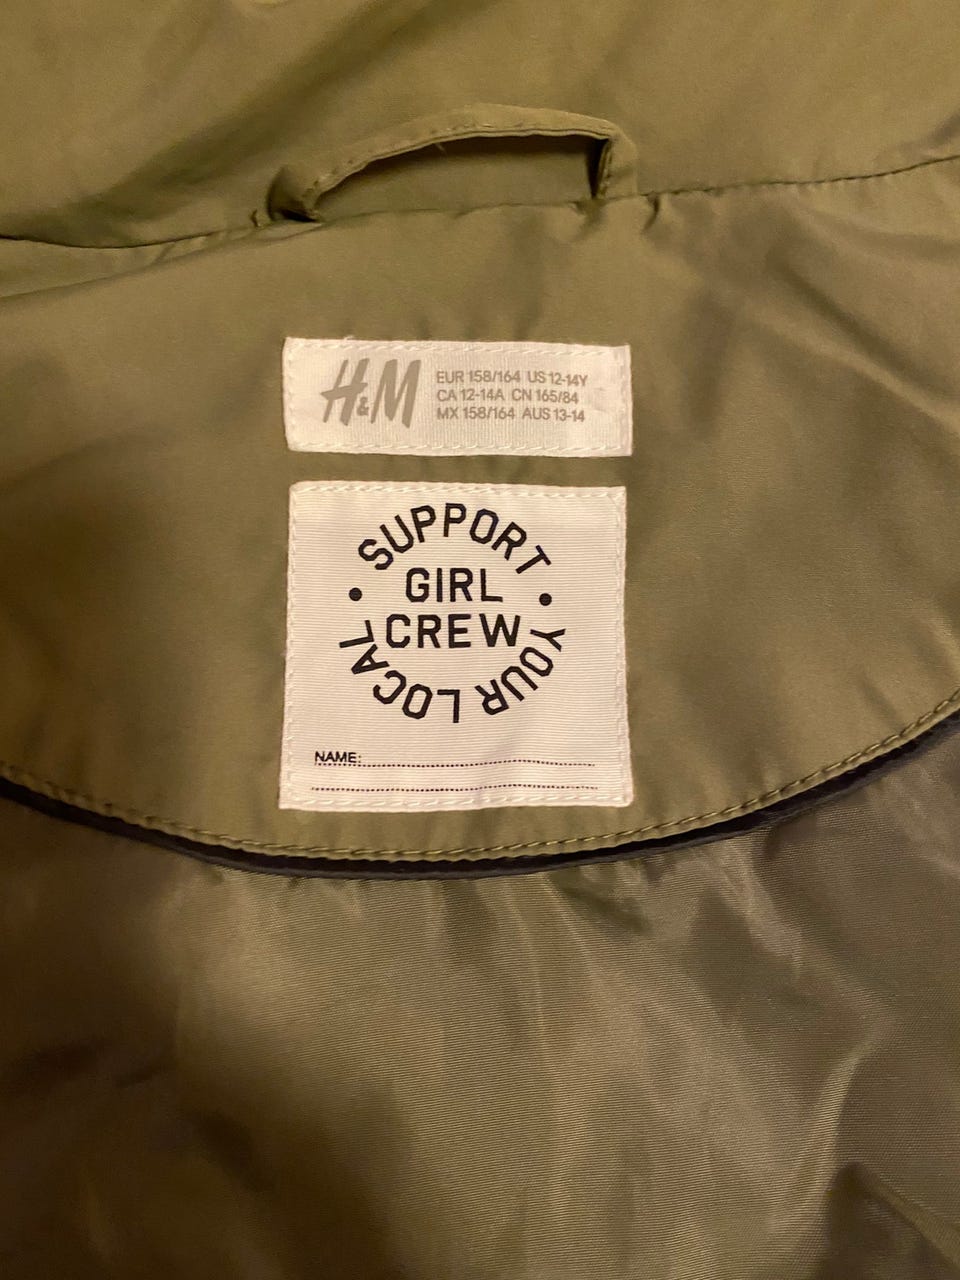 H&M
EUR 158/164 US 12-14Y
CA 12-14A CN 165/84
MX 158/164 AUS 13-14
SUPPORT
GIRL
CREW
YOUR LOCAL
NAME: